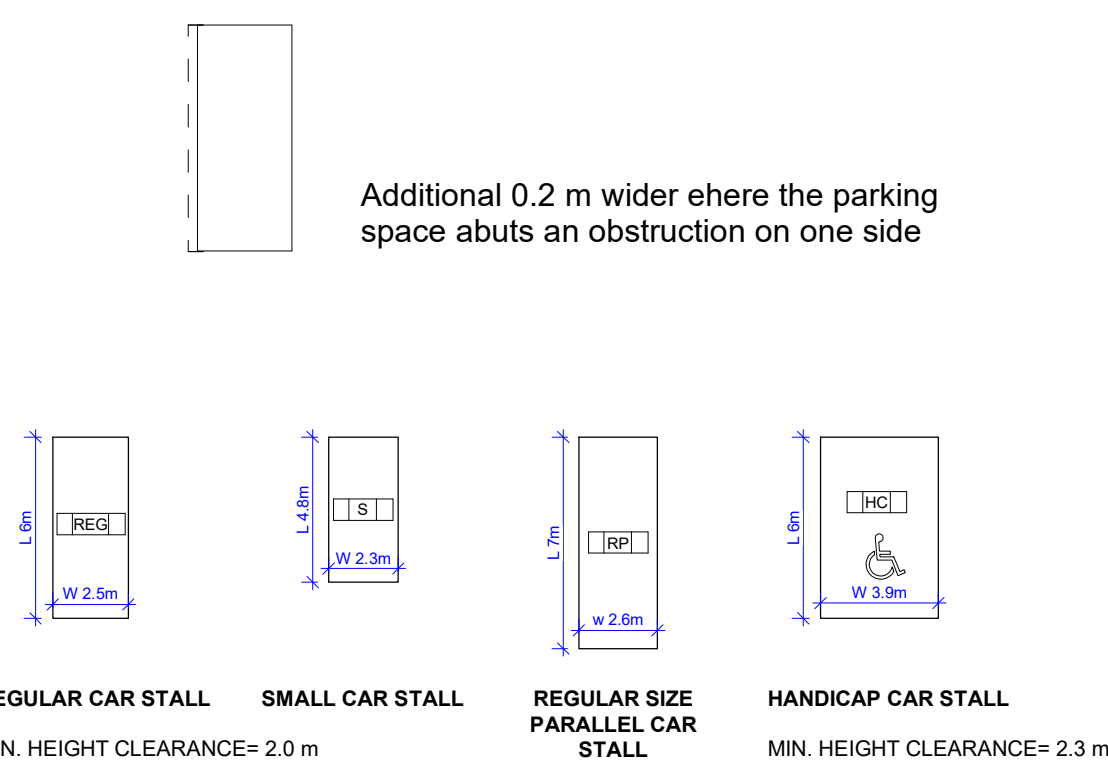 Additional 0.2 m wider ehere the parking
space abuts an obstruction on one side
L 6m
REG
W 2.5m
L 4.8m
S
W 2.3m
L 7m
RP
w 2.6m
L 6m
HC
W 3.9m
EGULAR CAR STALL
SMALL CAR STALL
REGULAR SIZE
PARALLEL CAR
STALL
HANDICAP CAR STALL
N. HEIGHT CLEARANCE= 2.0 m
MIN. HEIGHT CLEARANCE= 2.3 m